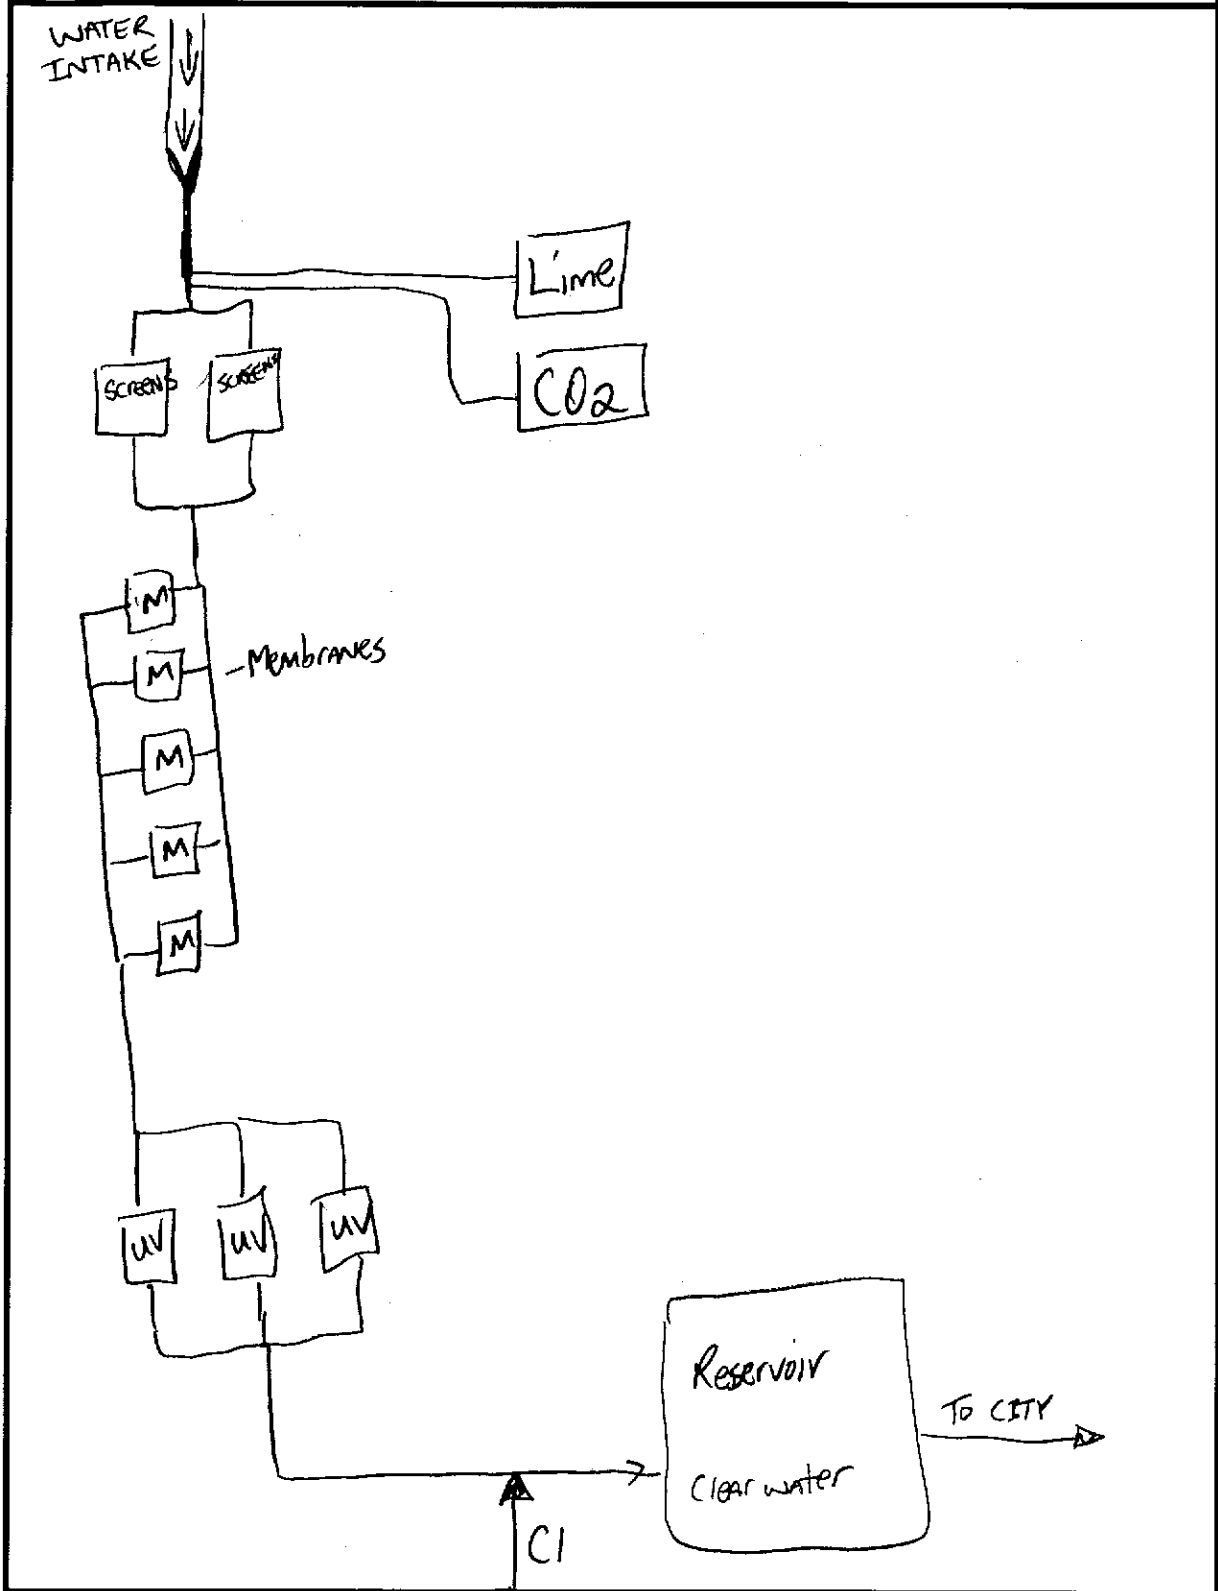 WATER
INTAKE
Lime
CO2
SCREENS
SCREENS
M
M
Membranes
M
M
M
UV
UV
UV
Reservoir
Clear water
TO CITY
Cl